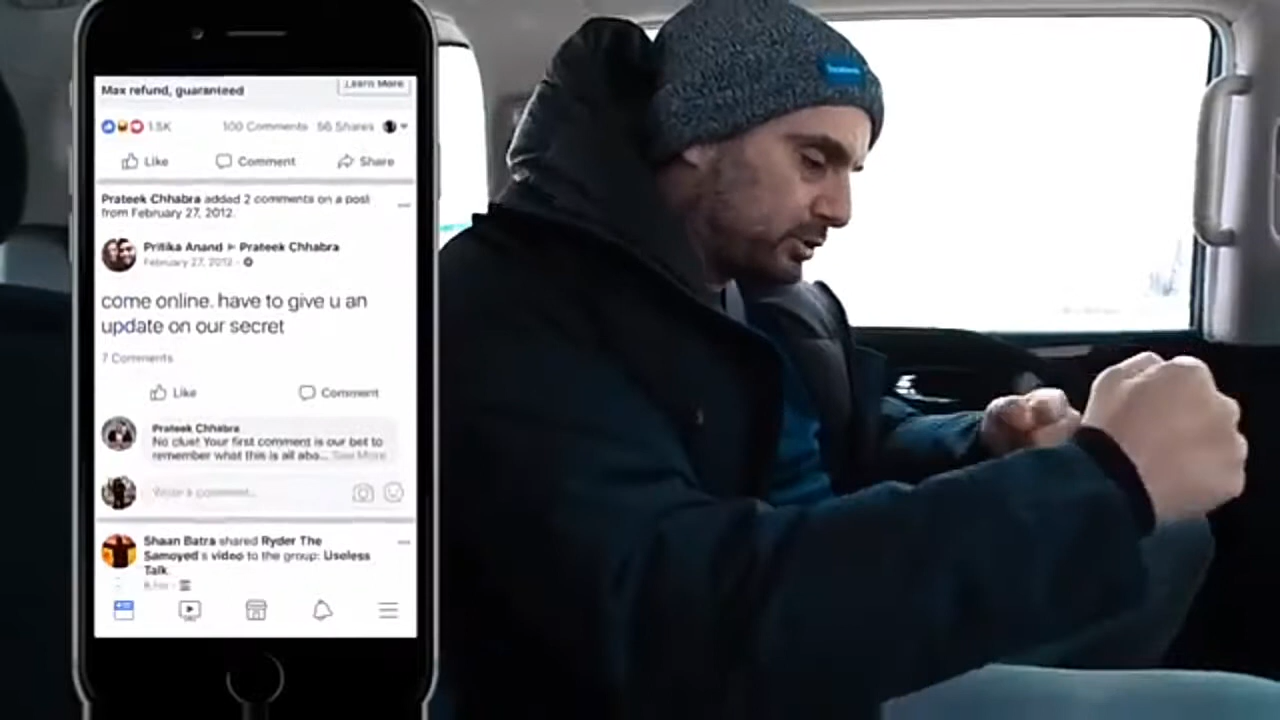 Max refund, guaranteed
Learn More
1.5K 100 Comments 56 Shares
Like Comment Share
Prateek Chhabra added 2 comments on a post
from February 27, 2012.
Pritika Anand ▸ Prateek Chhabra
February 27, 2012 ·
come online. have to give u an
update on our secret
7 Comments
Like Comment
Prateek Chhabra
No clue! Your first comment is our bet to
remember what this is all abo... See More
Write a comment...
Shaan Batra shared Ryder The
Samoyed's video to the group: Useless
Talk.